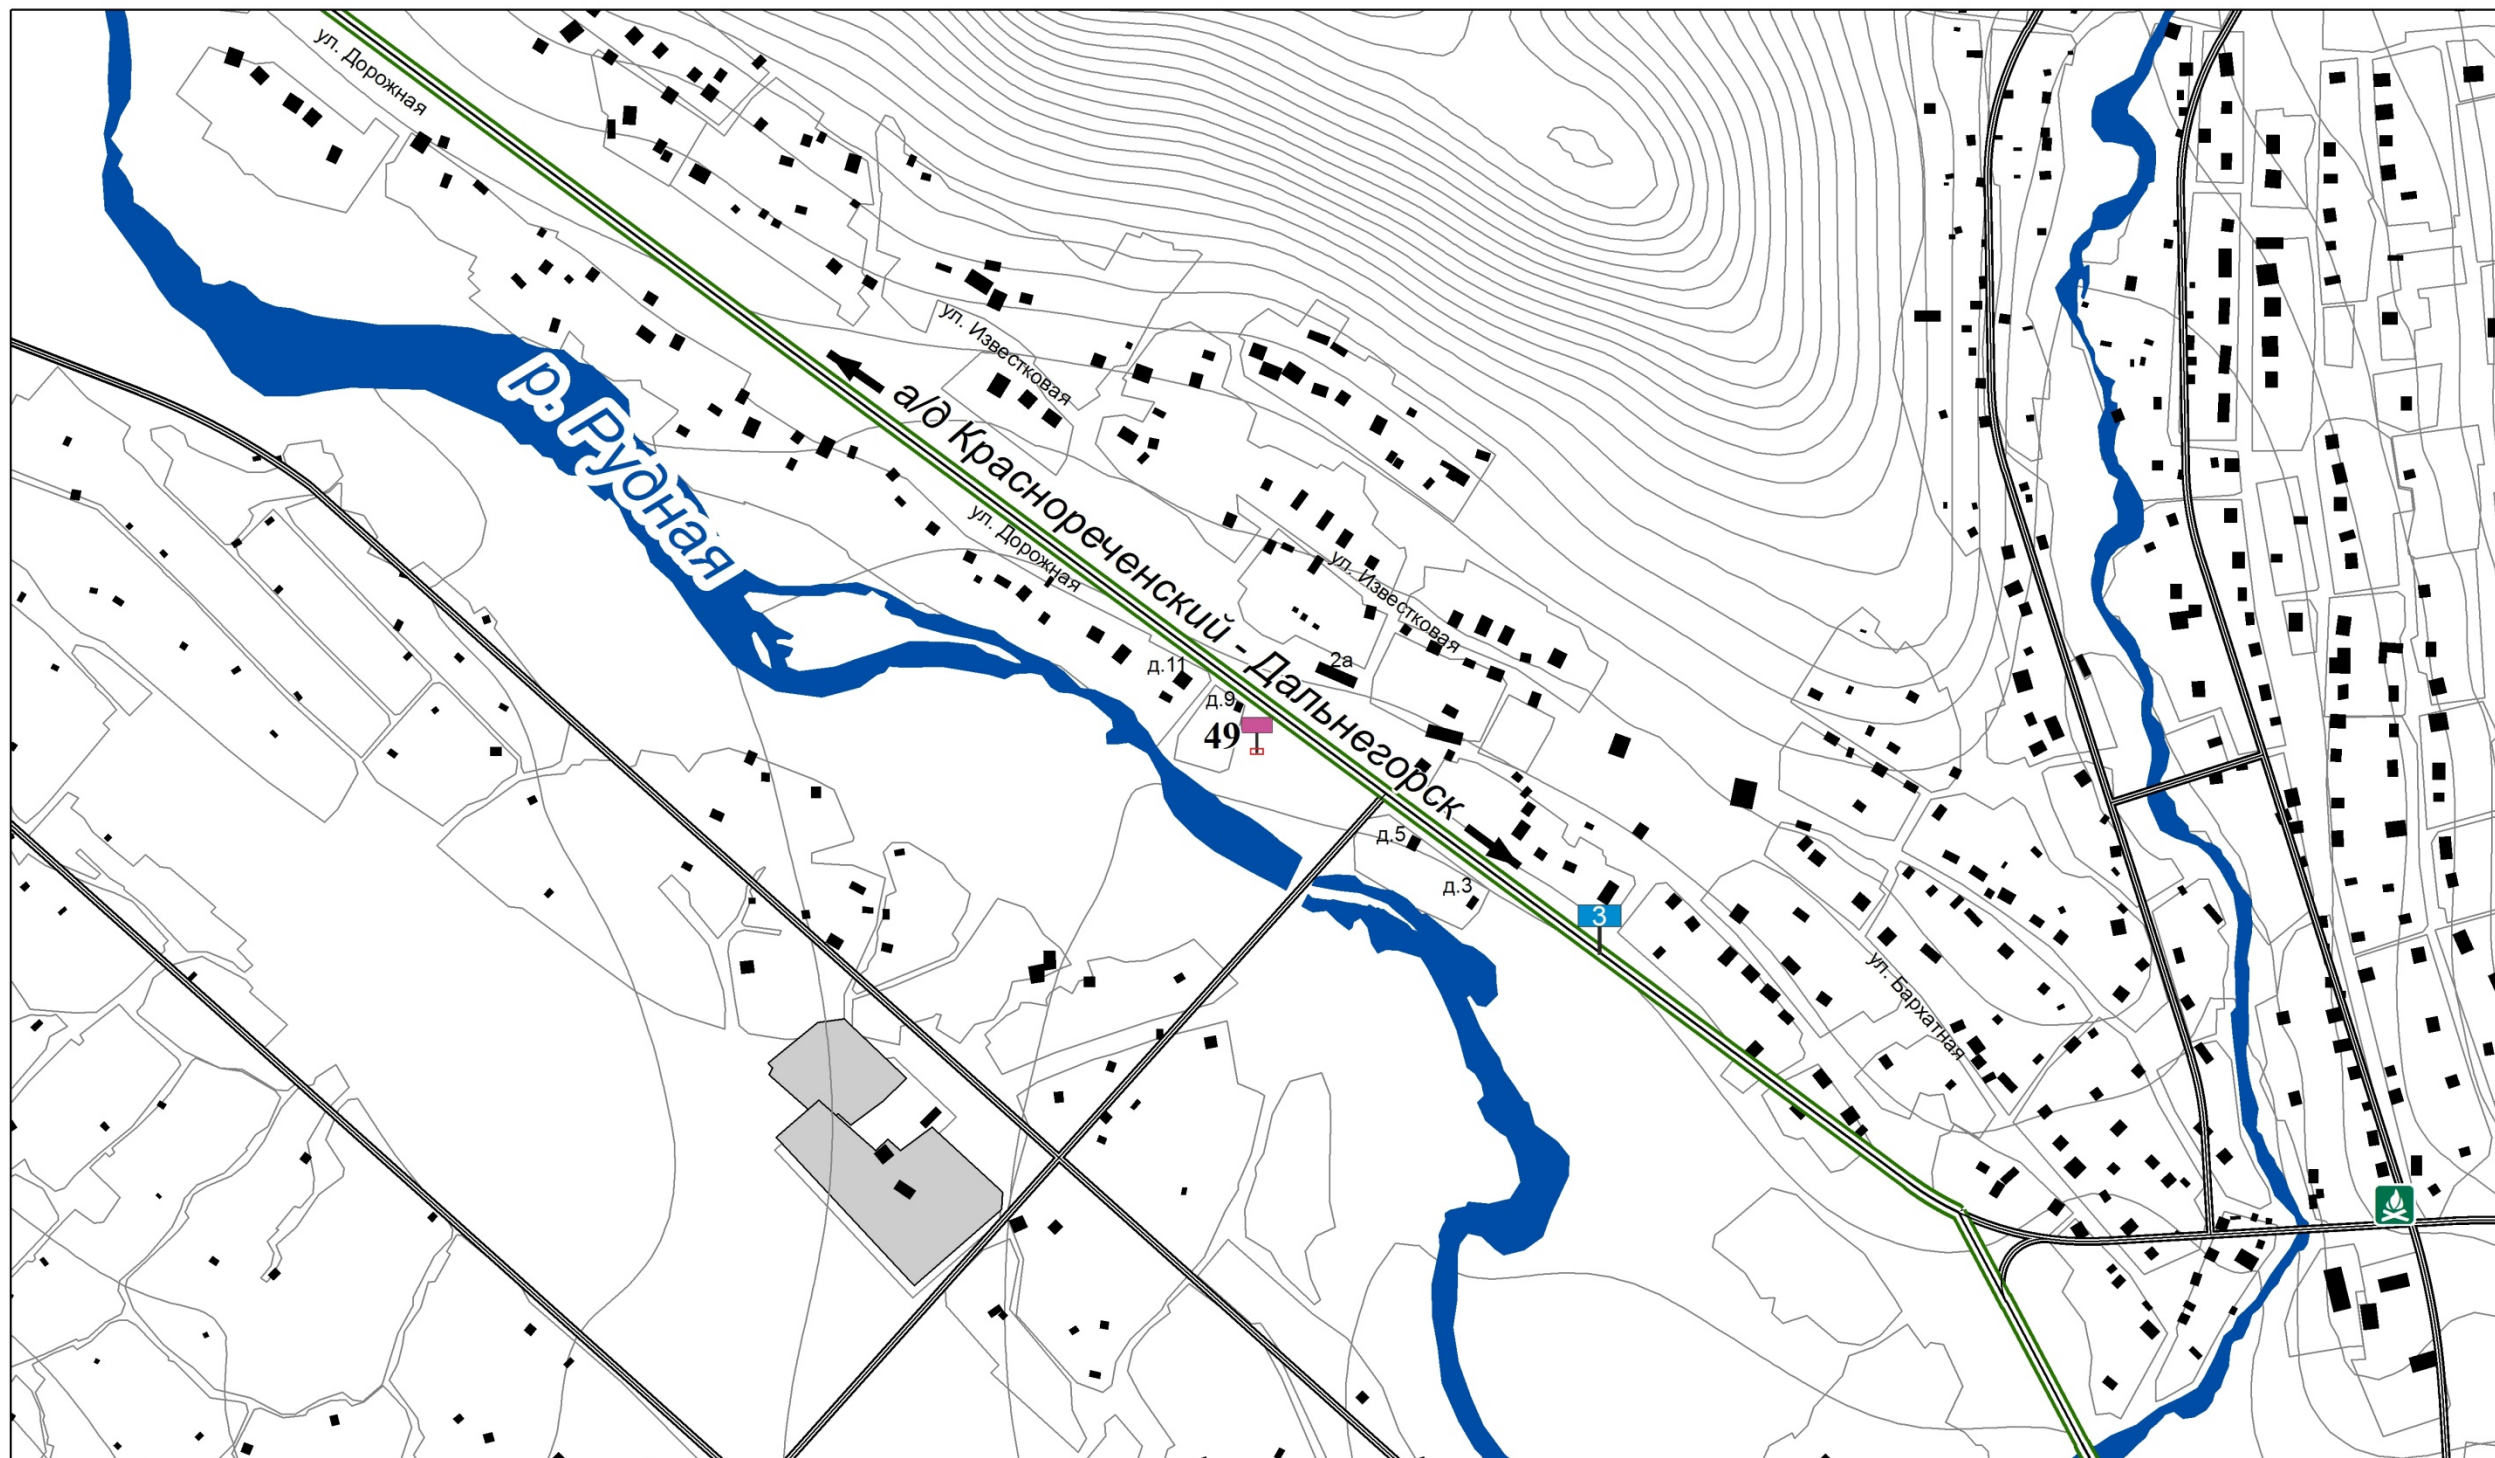 ул. Дорожная
ул. Известковая
р. Рудная
а/д Краснореченский - Дальнегорск
ул. Дорожная
ул. Известковая
2а
д.11
д.9
49
д.5
д.3
3
ул. Бархатная